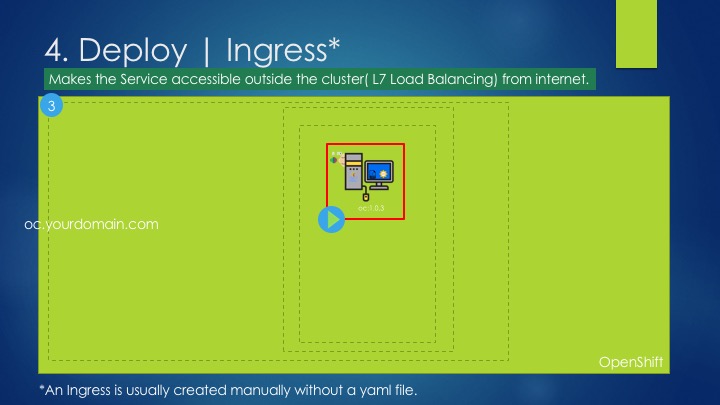 4. Deploy | Ingress*
Makes the Service accessible outside the cluster( L7 Load Balancing) from internet.
3
oc:1.0.3
oc.yourdomain.com
OpenShift
*An Ingress is usually created manually without a yaml file.